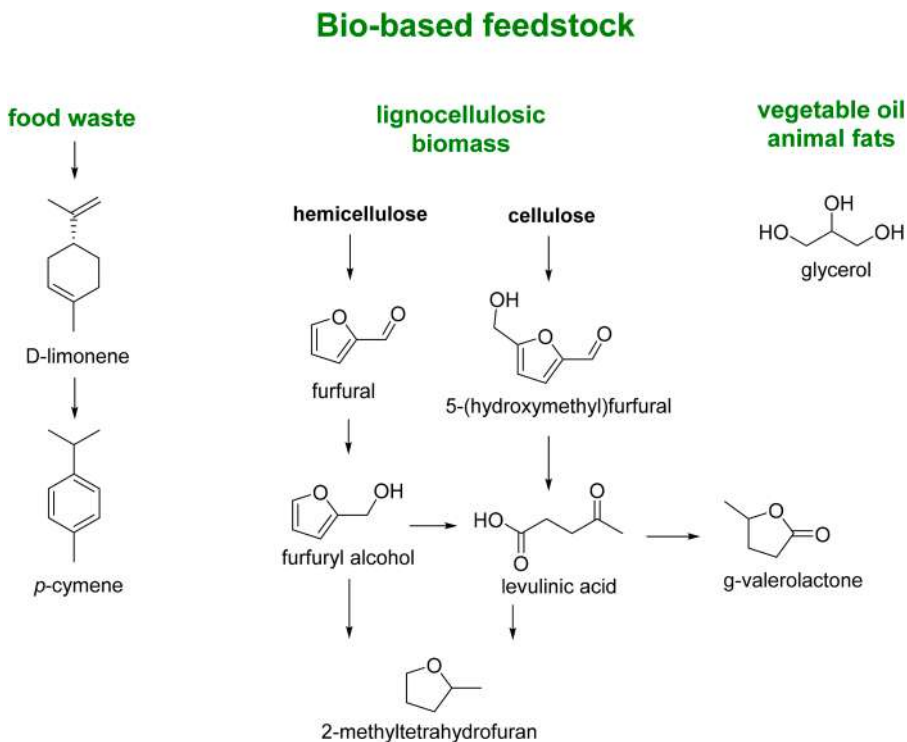 Bio-based feedstock
food waste
lignocellulosic
biomass
vegetable oil
animal fats
hemicellulose
cellulose
OH
HO
OH
glycerol
D-limonene
O
O
furfural
OH
O
O
5-(hydroxymethyl)furfural
p-cymene
O
OH
furfuryl alcohol
O
HO
O
levulinic acid
O
O
g-valerolactone
O
2-methyltetrahydrofuran